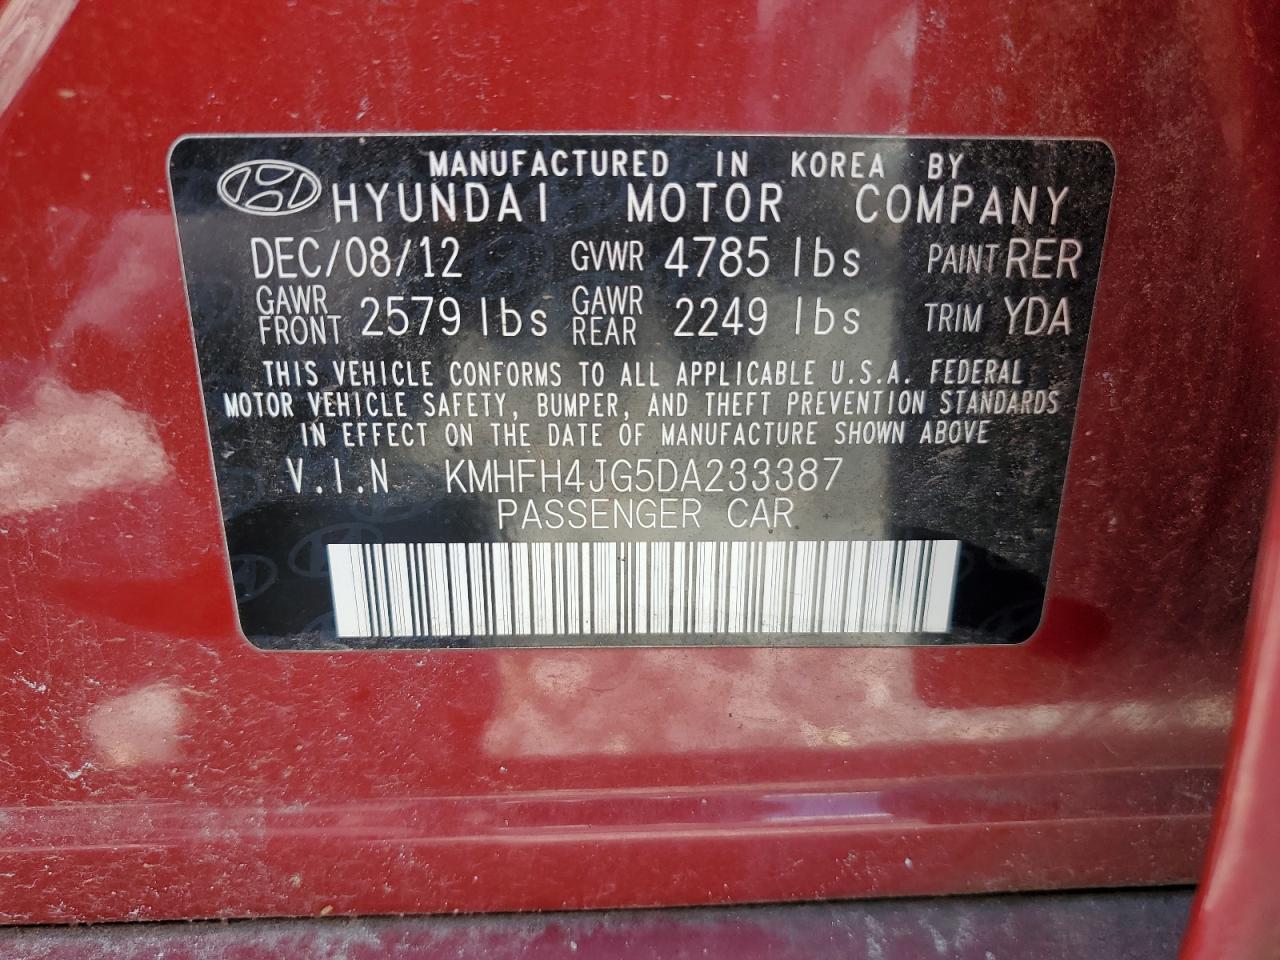 MANUFACTURED IN KOREA BY
HYUNDAI MOTOR COMPANY
DEC/08/12 GVWR 4785 lbs PAINT RER
GAWR FRONT 2579 lbs GAWR REAR 2249 lbs TRIM YDA
THIS VEHICLE CONFORMS TO ALL APPLICABLE U.S.A. FEDERAL
MOTOR VEHICLE SAFETY, BUMPER, AND THEFT PREVENTION STANDARDS
IN EFFECT ON THE DATE OF MANUFACTURE SHOWN ABOVE
V.I.N KMHFH4JG5DA233387
PASSENGER CAR